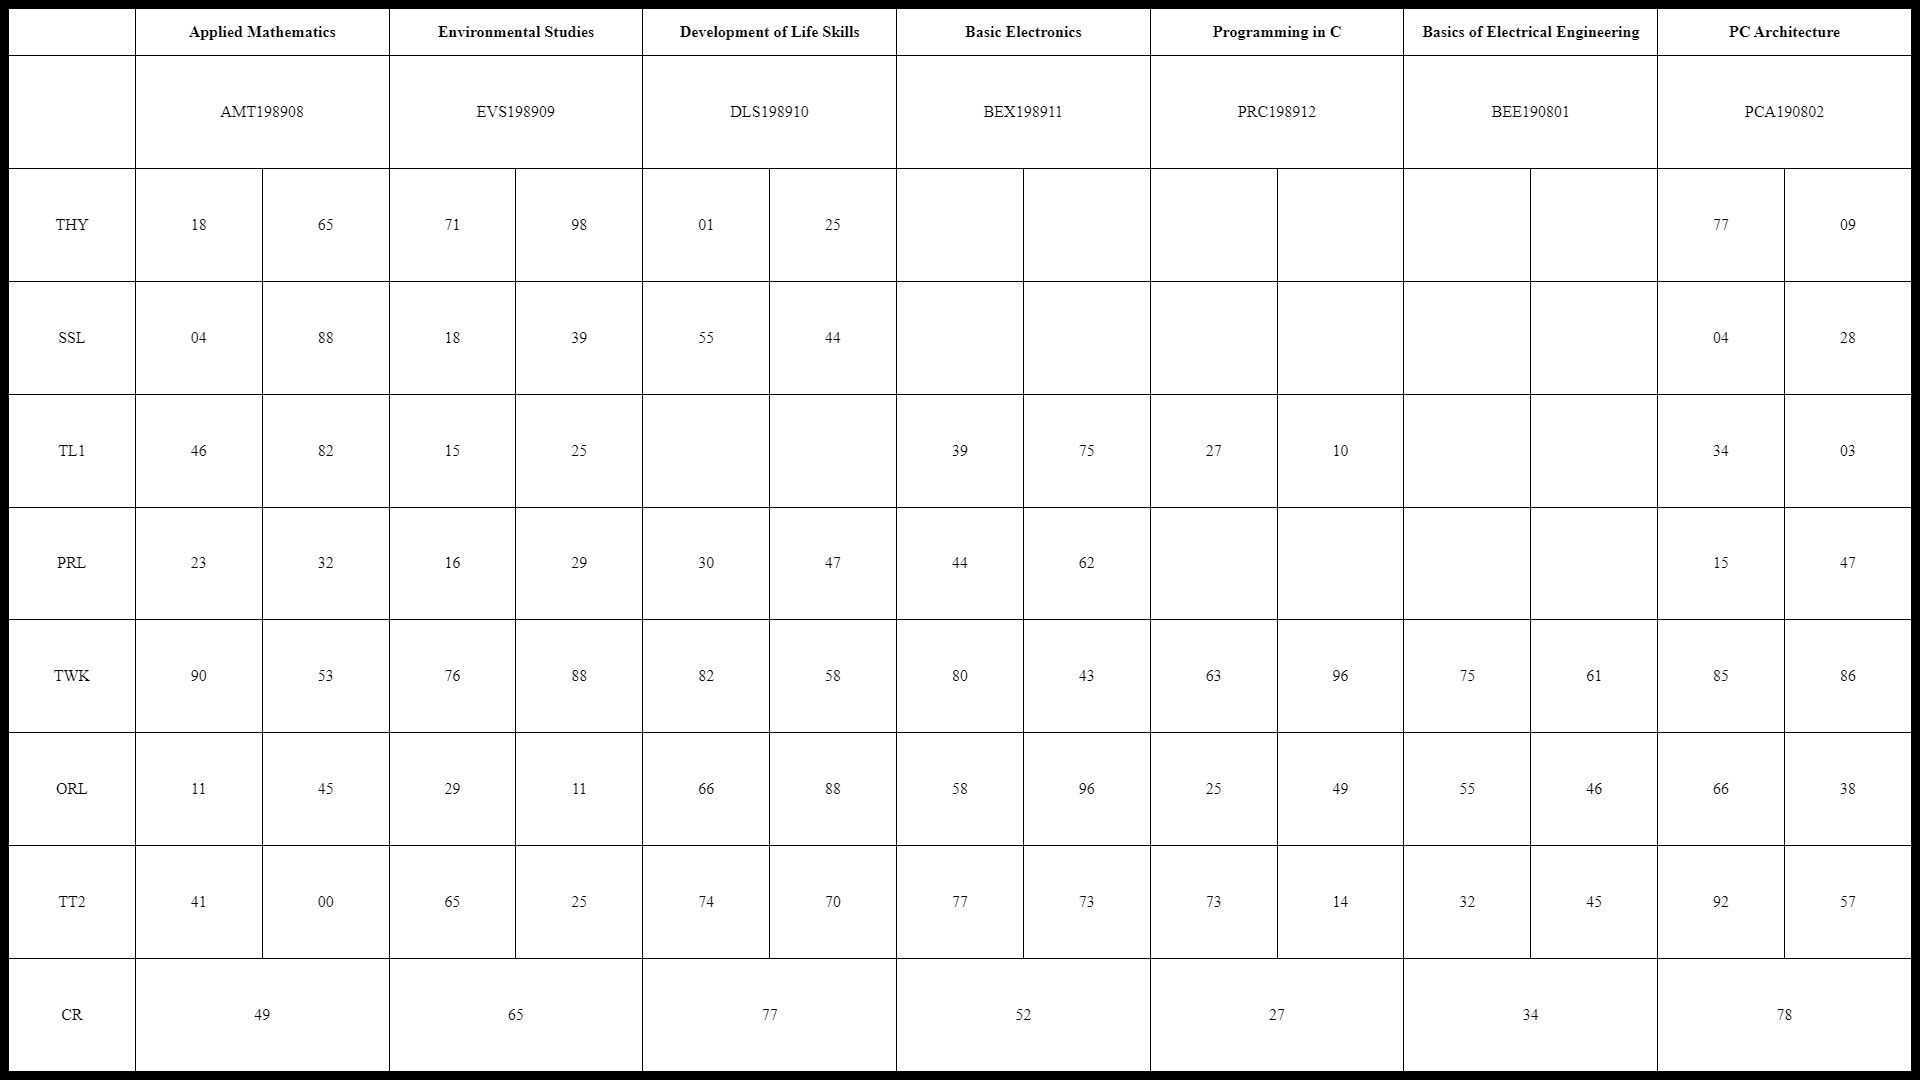 Applied Mathematics Environmental Studies Development of Life Skills Basic Electronics Programming in C Basics of Electrical Engineering PC Architecture
AMT198908 EVS198909 DLS198910 BEX198911 PRC198912 BEE190801 PCA190802
THY 18 65 71 98 01 25 77 09
SSL 04 88 18 39 55 44 04 28
TL1 46 82 15 25 39 75 27 10 34 03
PRL 23 32 16 29 30 47 44 62 15 47
TWK 90 53 76 88 82 58 80 43 63 96 75 61 85 86
ORL 11 45 29 11 66 88 58 96 25 49 55 46 66 38
TT2 41 00 65 25 74 70 77 73 73 14 32 45 92 57
CR 49 65 77 52 27 34 78